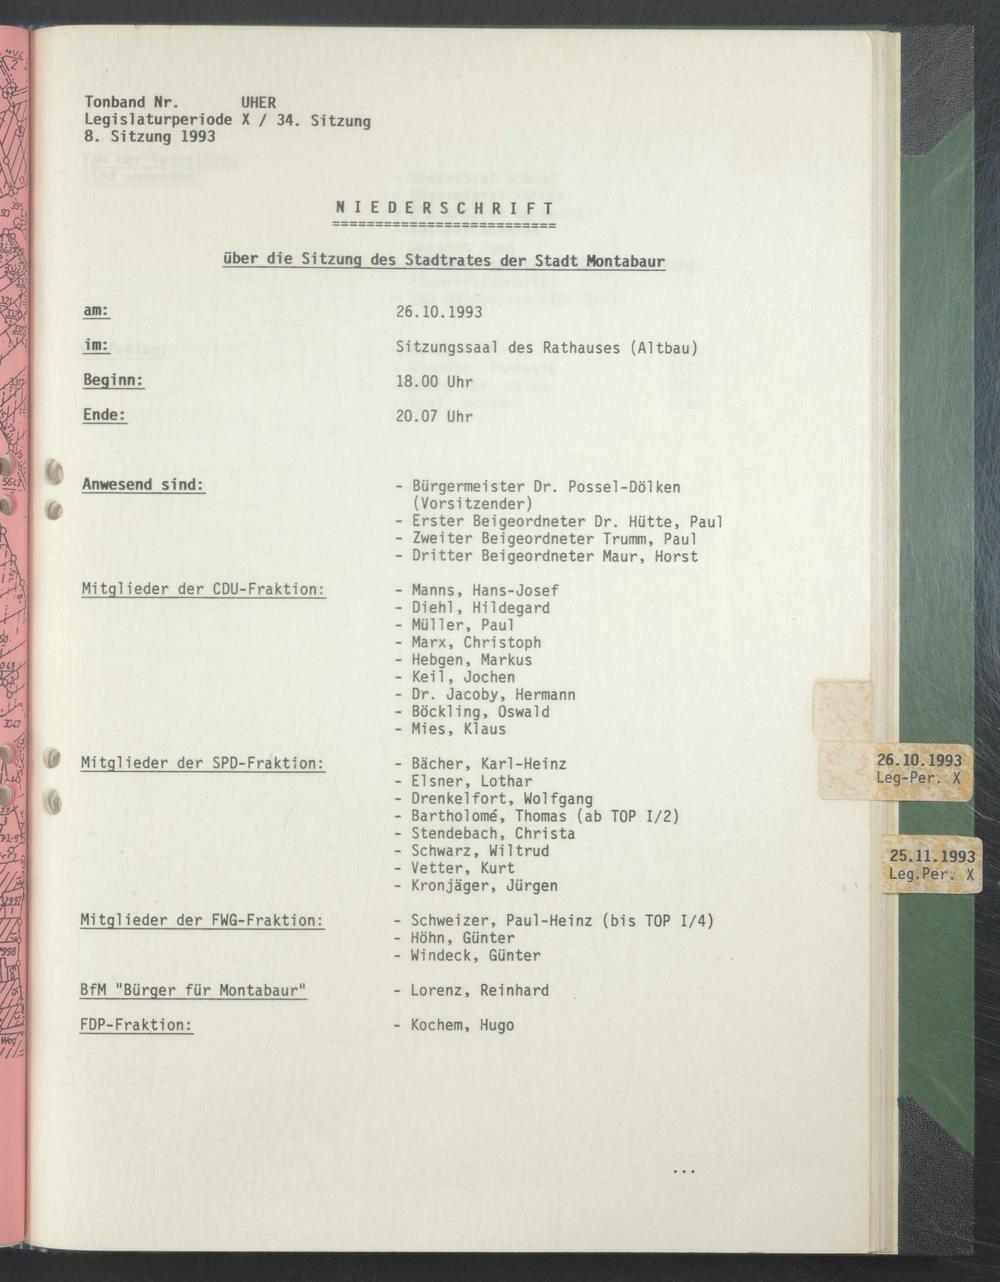 Tonband Nr. UHER
Legislaturperiode X / 34. Sitzung
8. Sitzung 1993
NIEDERSCHRIFT
==========================
über die Sitzung des Stadtrates der Stadt Montabaur
am: 26.10.1993
im: Sitzungssaal des Rathauses (Altbau)
Beginn: 18.00 Uhr
Ende: 20.07 Uhr
Anwesend sind: - Bürgermeister Dr. Possel-Dölken
(Vorsitzender)
- Erster Beigeordneter Dr. Hütte, Paul
- Zweiter Beigeordneter Trumm, Paul
- Dritter Beigeordneter Maur, Horst
Mitglieder der CDU-Fraktion: - Manns, Hans-Josef
- Diehl, Hildegard
- Müller, Paul
- Marx, Christoph
- Hebgen, Markus
- Keil, Jochen
- Dr. Jacoby, Hermann
- Böckling, Oswald
- Mies, Klaus
Mitglieder der SPD-Fraktion: - Bächer, Karl-Heinz
- Elsner, Lothar
- Drenkelfort, Wolfgang
- Bartholomé, Thomas (ab TOP I/2)
- Stendebach, Christa
- Schwarz, Wiltrud
- Vetter, Kurt
- Kronjäger, Jürgen
Mitglieder der FWG-Fraktion: - Schweizer, Paul-Heinz (bis TOP I/4)
- Höhn, Günter
- Windeck, Günter
BfM "Bürger für Montabaur" - Lorenz, Reinhard
FDP-Fraktion: - Kochem, Hugo
...
26.10.1993
Leg-Per. X
25.11.1993
Leg.Per. X